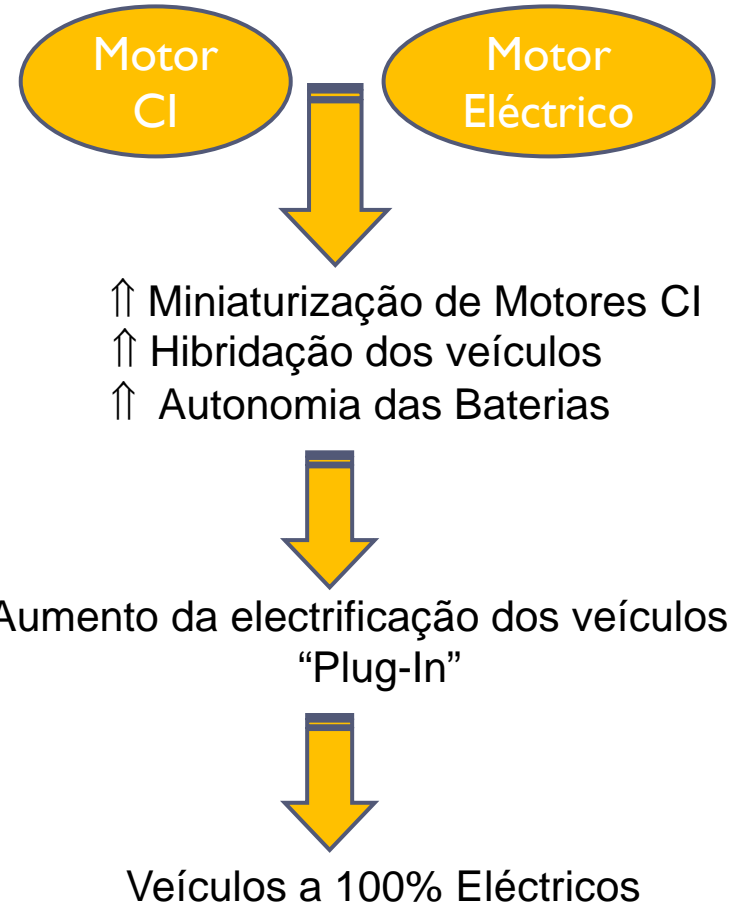 Motor
CI
Motor
Eléctrico
⇑ Miniaturização de Motores CI
⇑ Hibridação dos veículos
⇑ Autonomia das Baterias
Aumento da electrificação dos veículos
“Plug-In”
Veículos a 100% Eléctricos